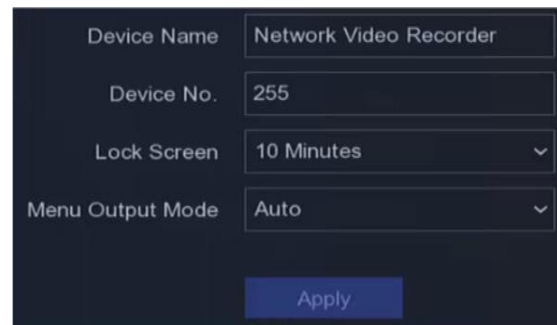 Device Name Network Video Recorder
Device No. 255
Lock Screen 10 Minutes
Menu Output Mode Auto
Apply